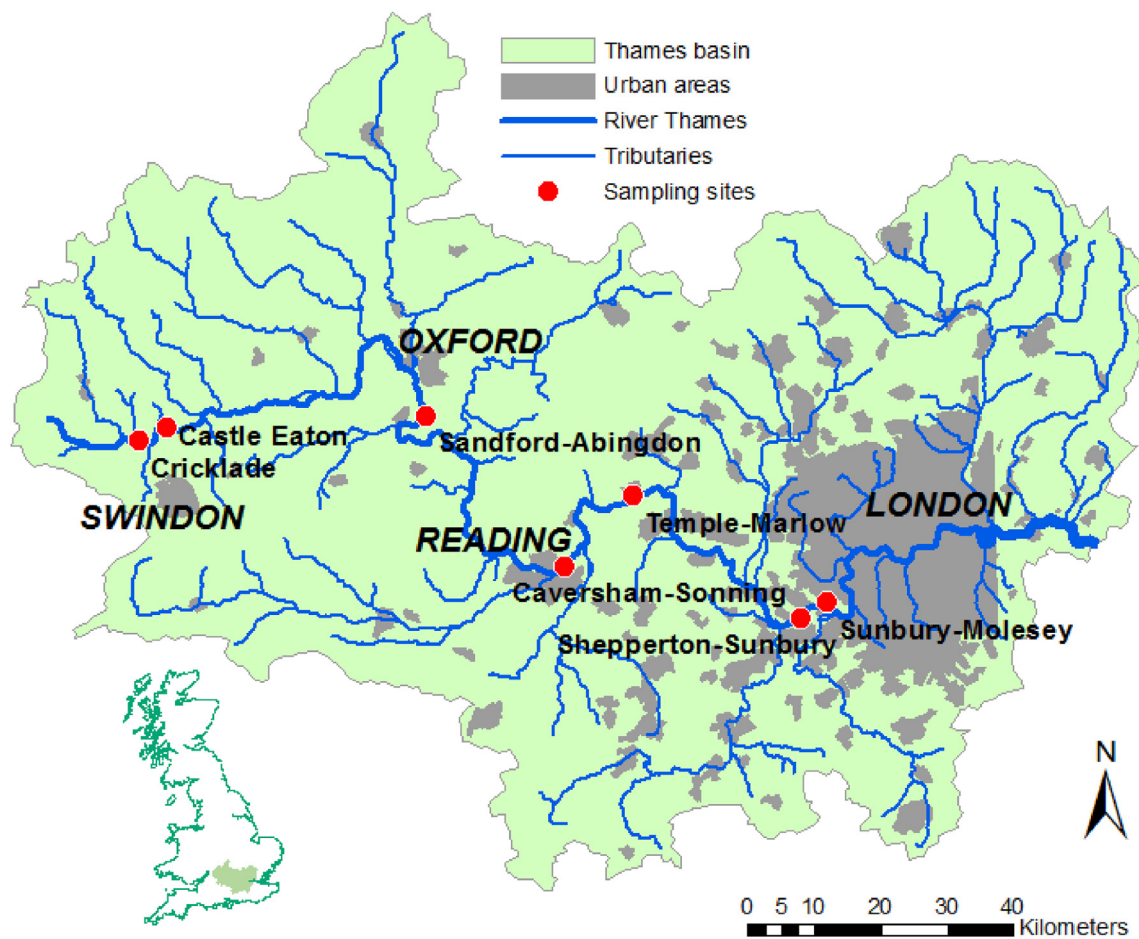 Thames basin
Urban areas
River Thames
Tributaries
Sampling sites
OXFORD
Castle Eaton
Sandford-Abingdon
Cricklade
SWINDON
LONDON
Temple-Marlow
READING
Caversham-Sonning
Sunbury-Molesey
Shepperton-Sunbury
N
0 5 10 20 30 40
Kilometers